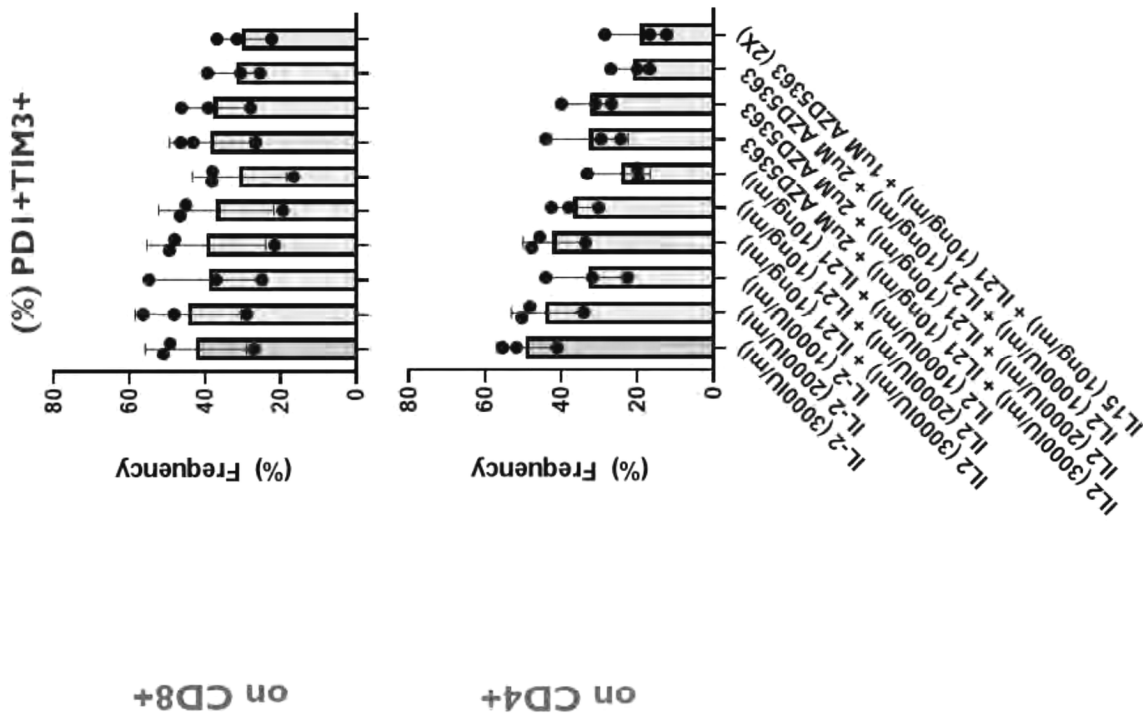 (%) PD1+TIM3+
80
60
40
20
0
(%) Frequency
on CD8+
80
60
40
20
0
(%) Frequency
on CD4+
IL-2 (3000IU/ml)
IL-2 (2000IU/ml)
IL-2 (1000IU/ml)
IL2 (3000IU/ml) + IL21 (10ng/ml)
IL2 (2000IU/ml) + IL21 (10ng/ml)
IL2 (1000IU/ml) + IL21 (10ng/ml)
IL2 (3000IU/ml) + IL21 (10ng/ml) + 2uM AZD5363
IL2 (2000IU/ml) + IL21 (10ng/ml) + 2uM AZD5363
IL2 (1000IU/ml) + IL21 (10ng/ml) + 2uM AZD5363
IL15 (10ng/ml) + IL21 (10ng/ml) + 1uM AZD5363 (2X)